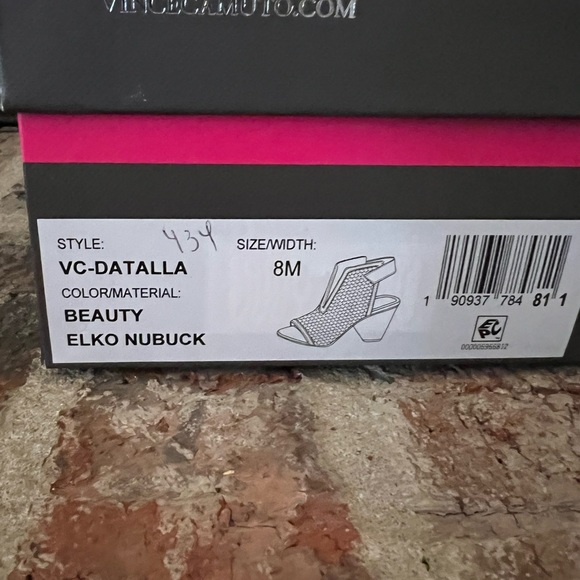 VINCECAMUTO.COM
STYLE: 434 SIZE/WIDTH:
VC-DATALLA 8M
COLOR/MATERIAL:
BEAUTY
ELKO NUBUCK
1 90937 784 81 1